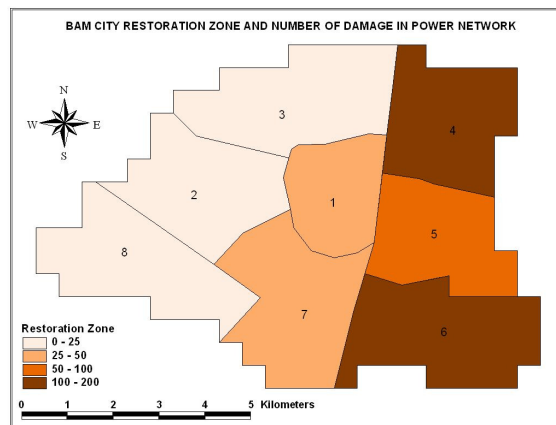 BAM CITY RESTORATION ZONE AND NUMBER OF DAMAGE IN POWER NETWORK
N
W E
S
3
4
2
1
5
8
7
6
Restoration Zone
0 - 25
25 - 50
50 - 100
100 - 200
0 1 2 3 4 5 Kilometers